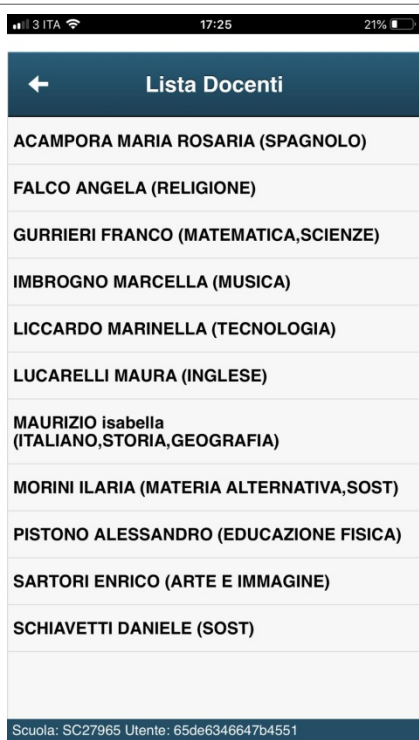 3 ITA 17:25 21%
Lista Docenti
ACAMPORA MARIA ROSARIA (SPAGNOLO)
FALCO ANGELA (RELIGIONE)
GURRIERI FRANCO (MATEMATICA,SCIENZE)
IMBROGNO MARCELLA (MUSICA)
LICCARDO MARINELLA (TECNOLOGIA)
LUCARELLI MAURA (INGLESE)
MAURIZIO isabella
(ITALIANO,STORIA,GEOGRAFIA)
MORINI ILARIA (MATERIA ALTERNATIVA,SOST)
PISTONO ALESSANDRO (EDUCAZIONE FISICA)
SARTORI ENRICO (ARTE E IMMAGINE)
SCHIAVETTI DANIELE (SOST)
Scuola: SC27965 Utente: 65de6346647b4551